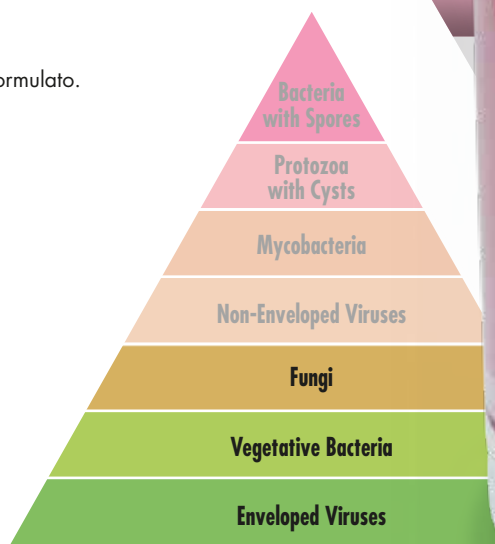 ormulato.
Bacteria
with Spores
Protozoa
with Cysts
Mycobacteria
Non-Enveloped Viruses
Fungi
Vegetative Bacteria
Enveloped Viruses